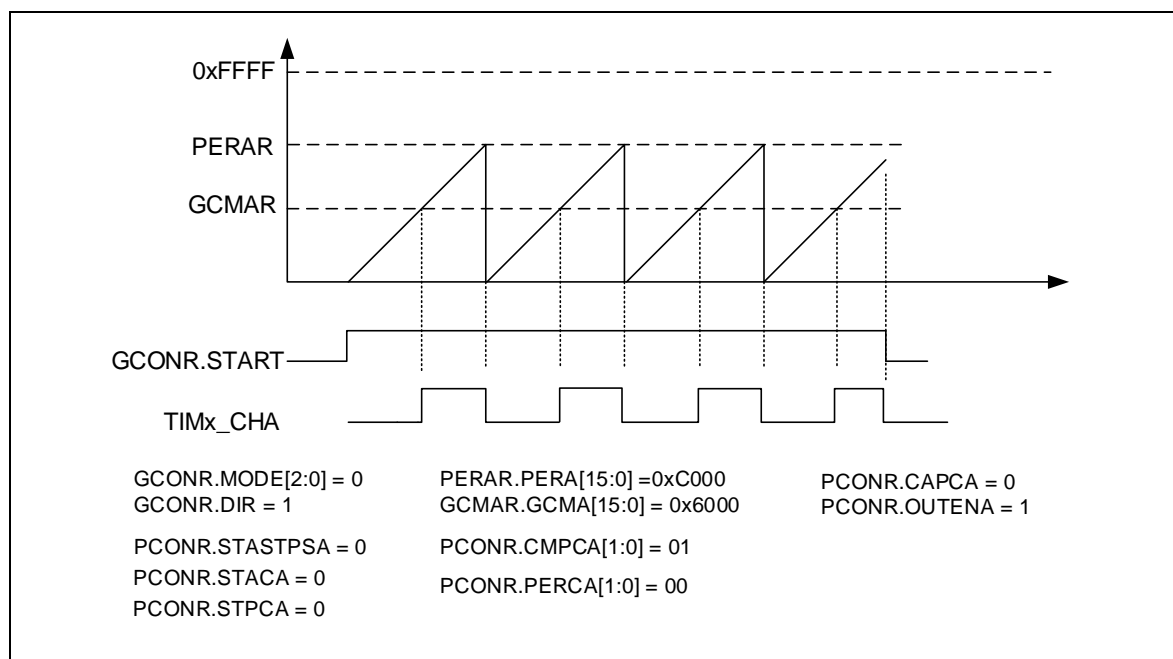 0xFFFF
PERAR
GCMAR
GCONR.START
TIMx_CHA
GCONR.MODE[2:0] = 0
GCONR.DIR = 1
PCONR.STASTPSA = 0
PCONR.STACA = 0
PCONR.STPCA = 0
PERAR.PERA[15:0] =0xC000
GCMAR.GCMA[15:0] = 0x6000
PCONR.CMPCA[1:0] = 01
PCONR.PERCA[1:0] = 00
PCONR.CAPCA = 0
PCONR.OUTENA = 1